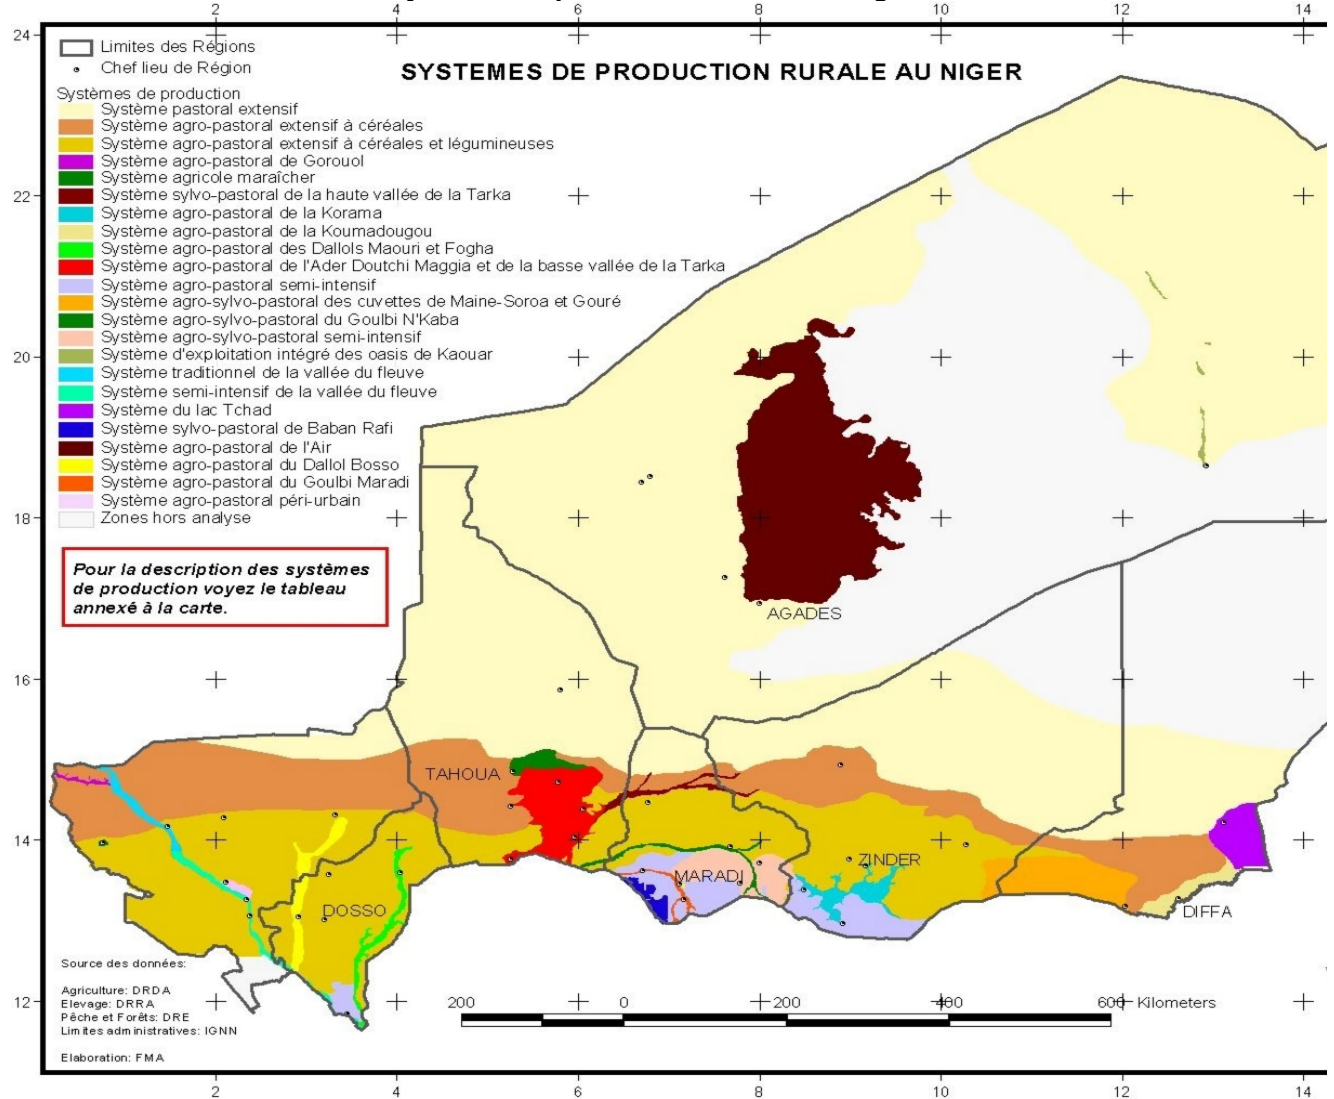 2 4 6 8 10 12 14
24
22
20
18
16
14
12
Limites des Régions
Chef lieu de Région
SYSTEMES DE PRODUCTION RURALE AU NIGER
Systèmes de production
Système pastoral extensif
Système agro-pastoral extensif à céréales
Système agro-pastoral extensif à céréales et légumineuses
Système agro-pastoral de Gorouol
Système agricole maraîcher
Système sylvo-pastoral de la haute vallée de la Tarka
Système agro-pastoral de la Korama
Système agro-pastoral de la Koumadougou
Système agro-pastoral des Dallols Maouri et Fogha
Système agro-pastoral de l'Ader Doutchi Maggia et de la basse vallée de la Tarka
Système agro-pastoral semi-intensif
Système agro-sylvo-pastoral des cuvettes de Maine-Soroa et Gouré
Système agro-sylvo-pastoral du Goulbi N'Kaba
Système agro-sylvo-pastoral semi-intensif
Système d'exploitation intégré des oasis de Kaouar
Système traditionnel de la vallée du fleuve
Système semi-intensif de la vallée du fleuve
Système du lac Tchad
Système sylvo-pastoral de Baban Rafi
Système agro-pastoral de l'Air
Système agro-pastoral du Dallol Bosso
Système agro-pastoral du Goulbi Maradi
Système agro-pastoral péri-urbain
Zones hors analyse
Pour la description des systèmes
de production voyez le tableau
annexé à la carte.
AGADES
TAHOUA
ZINDER
MARADI
DOSSO
DIFFA
Source des données:
Agriculture: DRDA
Elevage: DRRA
Pêche et Forêts: DRE
Limites administratives: IGNN
Elaboration: FMA
200 0 200 400 600 Kilometers
2 4 6 8 10 12 14